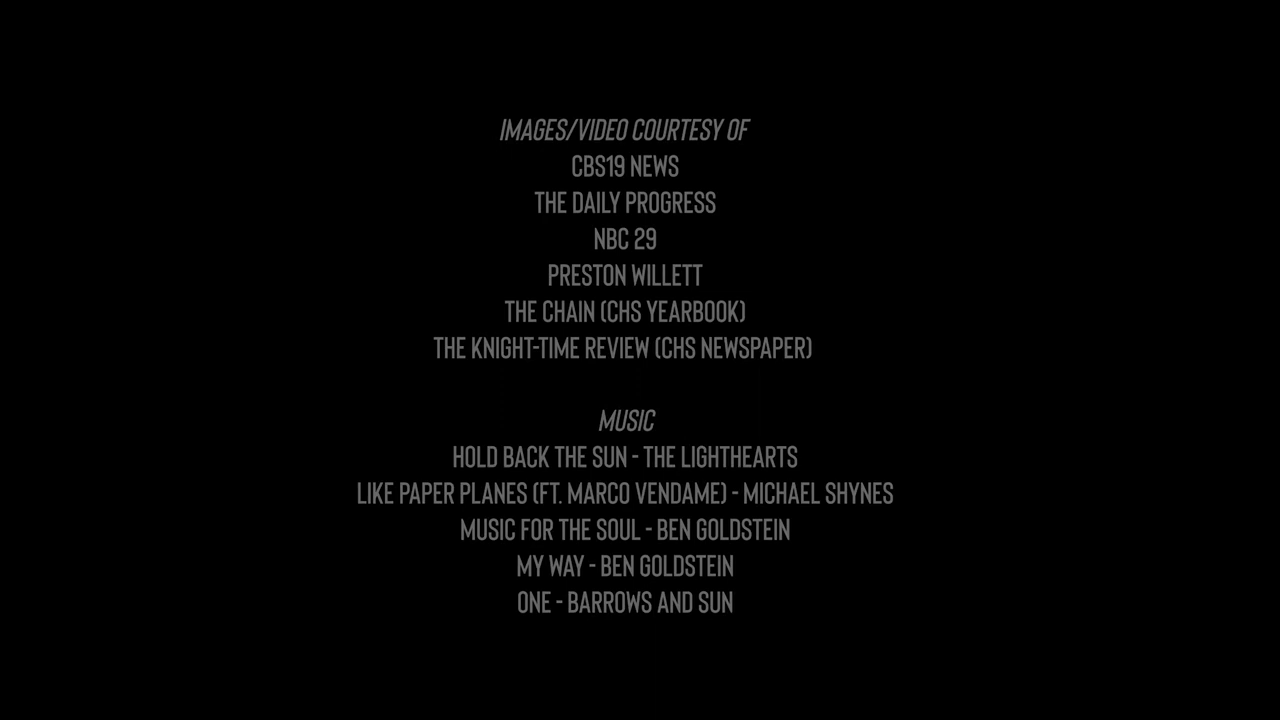 IMAGES/VIDEO COURTESY OF
CBS19 NEWS
THE DAILY PROGRESS
NBC 29
PRESTON WILLETT
THE CHAIN (CHS YEARBOOK)
THE KNIGHT-TIME REVIEW (CHS NEWSPAPER)
MUSIC
HOLD BACK THE SUN - THE LIGHTHEARTS
LIKE PAPER PLANES (FT. MARCO VENDAME) - MICHAEL SHYNES
MUSIC FOR THE SOUL - BEN GOLDSTEIN
MY WAY - BEN GOLDSTEIN
ONE - BARROWS AND SUN